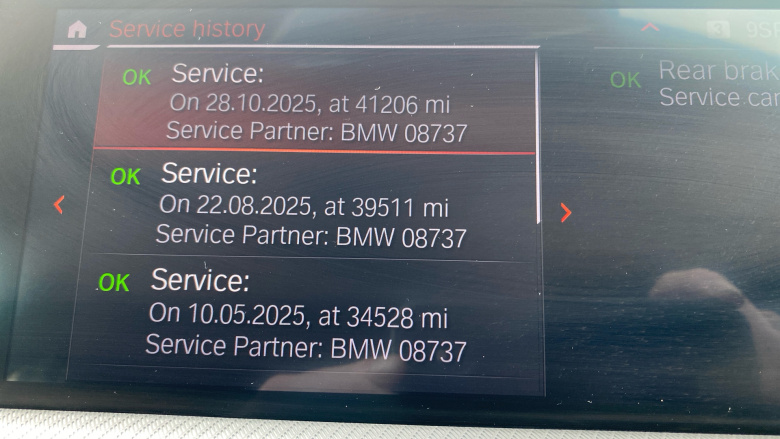 Service history
OK Service:
On 28.10.2025, at 41206 mi
Service Partner: BMW 08737
OK Service:
On 22.08.2025, at 39511 mi
Service Partner: BMW 08737
OK Service:
On 10.05.2025, at 34528 mi
Service Partner: BMW 08737
3
OK Rear brak
Service car